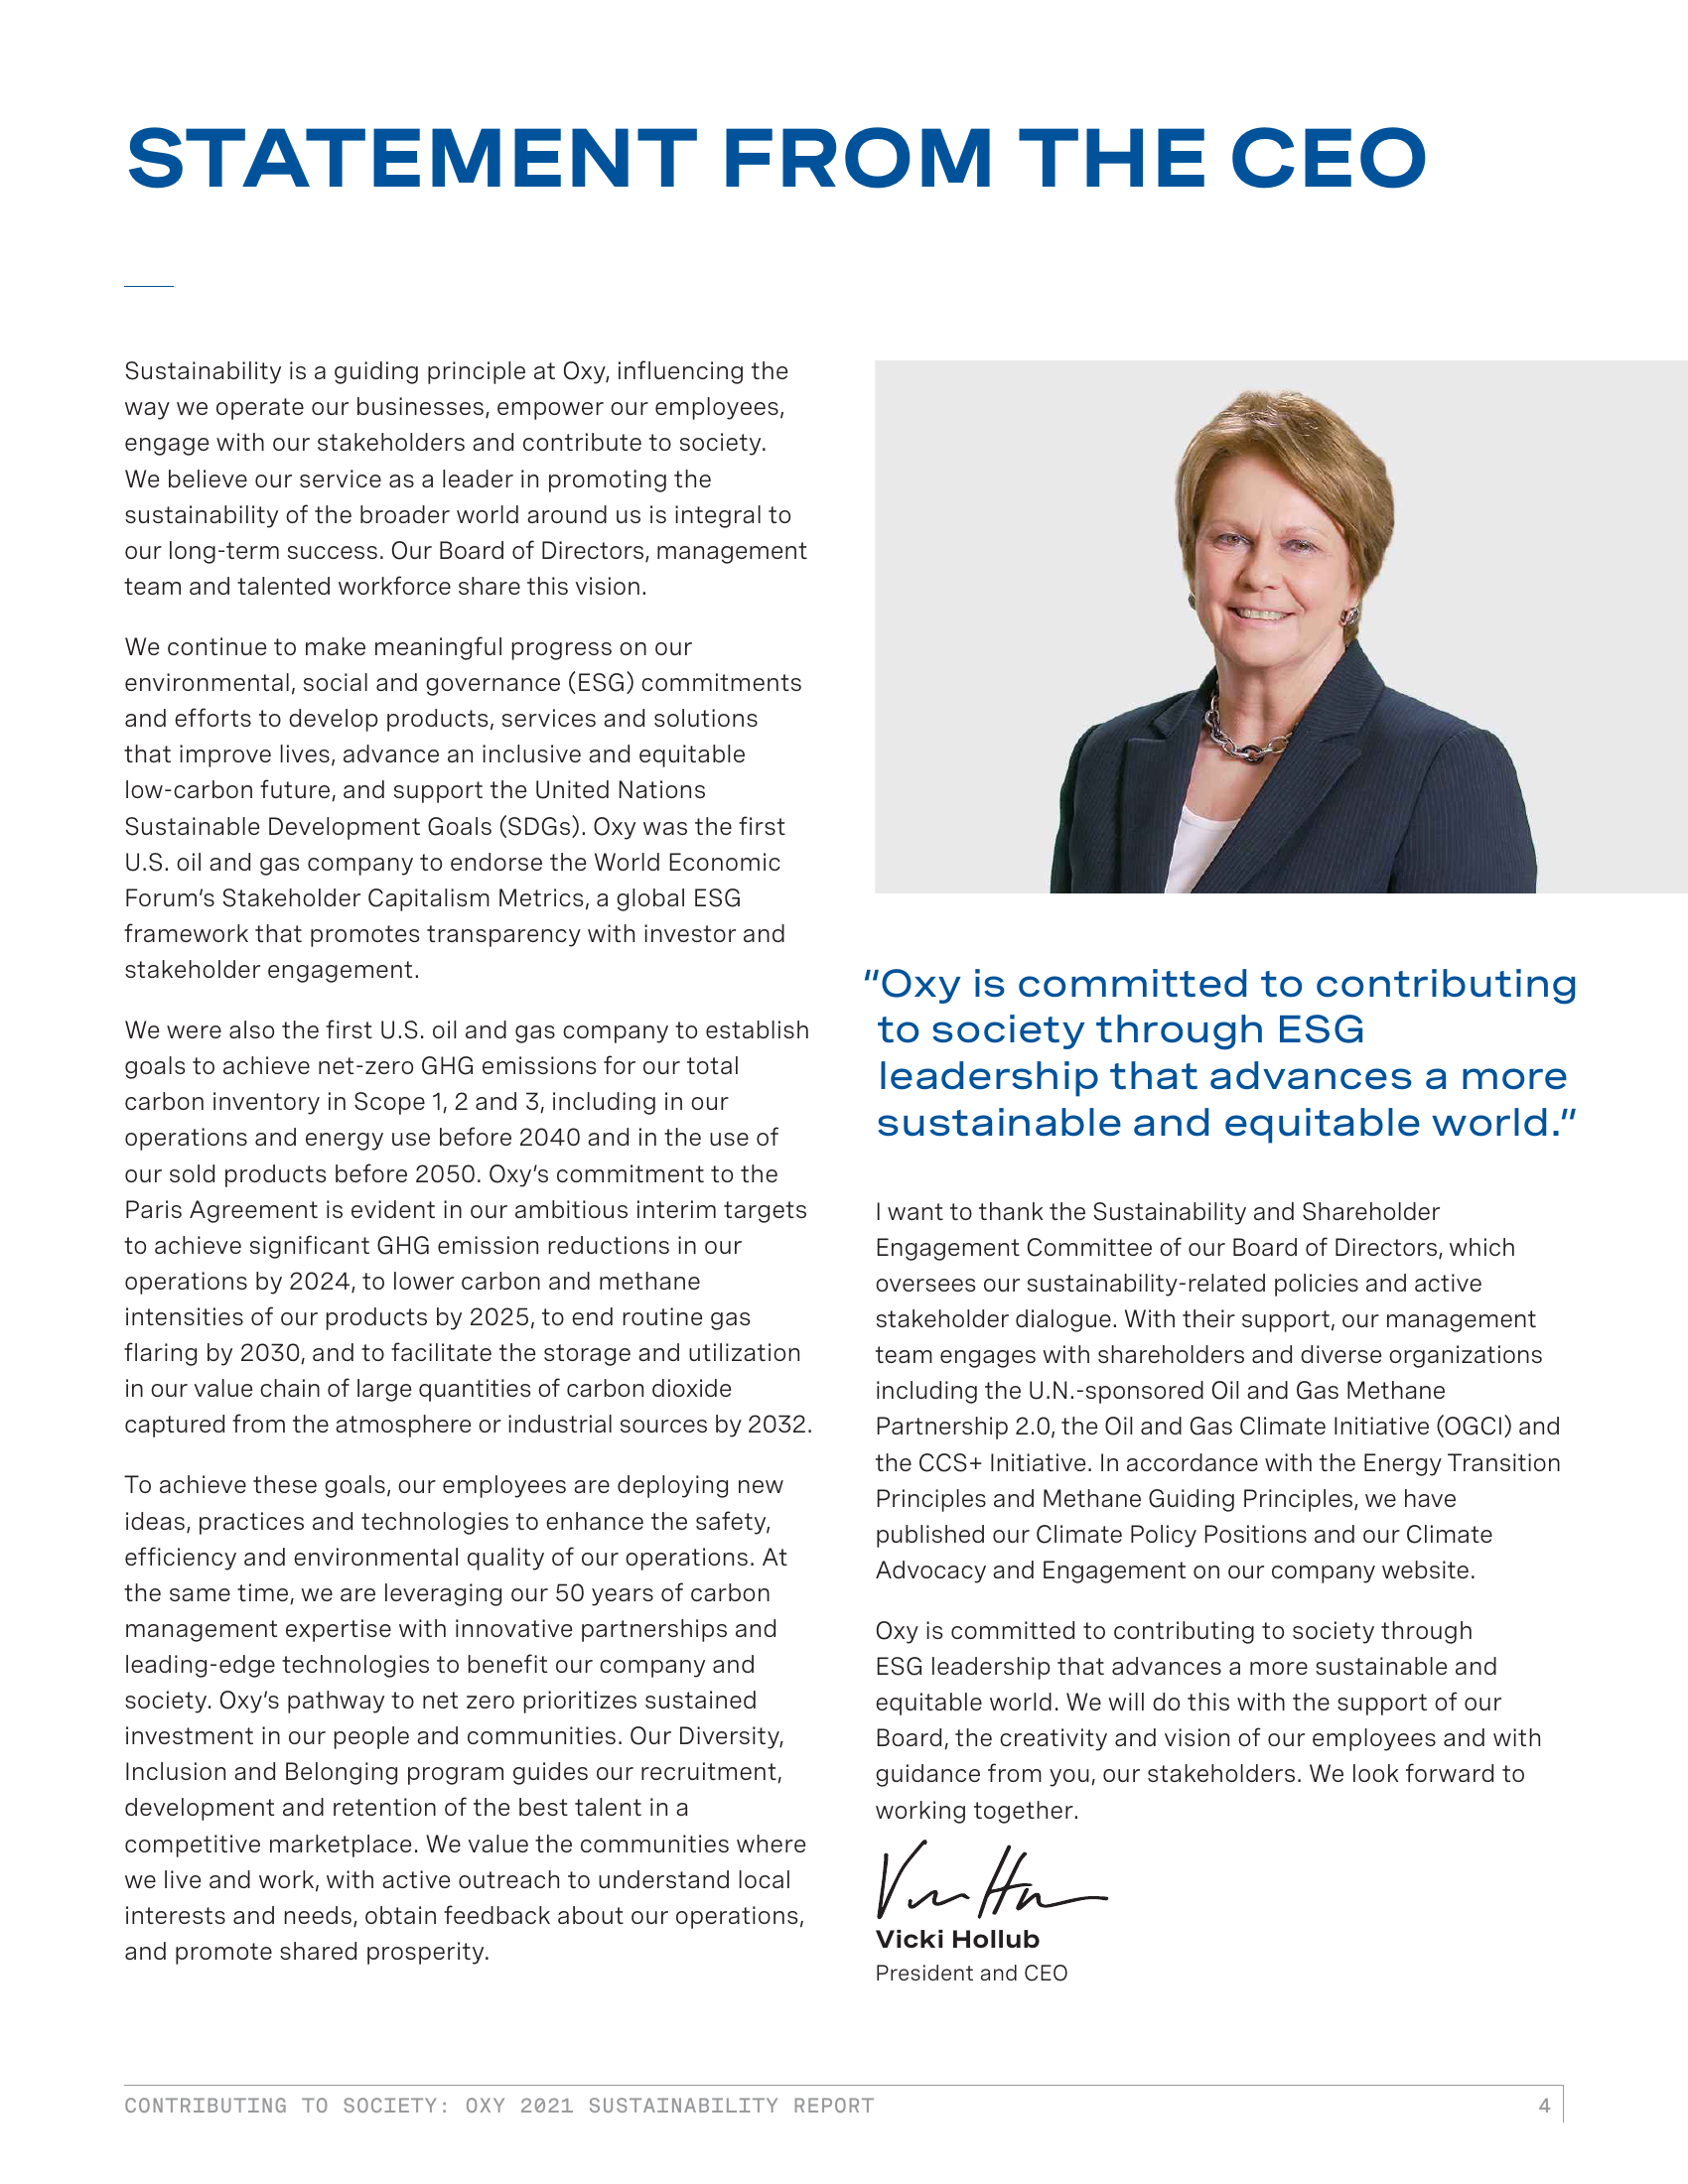 STATEMENT FROM THE CEO
Sustainability is a guiding principle at Oxy, influencing the
way we operate our businesses, empower our employees,
engage with our stakeholders and contribute to society.
We believe our service as a leader in promoting the
sustainability of the broader world around us is integral to
our long-term success. Our Board of Directors, management
team and talented workforce share this vision.
We continue to make meaningful progress on our
environmental, social and governance (ESG) commitments
and efforts to develop products, services and solutions
that improve lives, advance an inclusive and equitable
low-carbon future, and support the United Nations
Sustainable Development Goals (SDGs). Oxy was the first
U.S. oil and gas company to endorse the World Economic
Forum’s Stakeholder Capitalism Metrics, a global ESG
framework that promotes transparency with investor and
stakeholder engagement.
We were also the first U.S. oil and gas company to establish
goals to achieve net-zero GHG emissions for our total
carbon inventory in Scope 1, 2 and 3, including in our
operations and energy use before 2040 and in the use of
our sold products before 2050. Oxy’s commitment to the
Paris Agreement is evident in our ambitious interim targets
to achieve significant GHG emission reductions in our
operations by 2024, to lower carbon and methane
intensities of our products by 2025, to end routine gas
flaring by 2030, and to facilitate the storage and utilization
in our value chain of large quantities of carbon dioxide
captured from the atmosphere or industrial sources by 2032.
To achieve these goals, our employees are deploying new
ideas, practices and technologies to enhance the safety,
efficiency and environmental quality of our operations. At
the same time, we are leveraging our 50 years of carbon
management expertise with innovative partnerships and
leading-edge technologies to benefit our company and
society. Oxy’s pathway to net zero prioritizes sustained
investment in our people and communities. Our Diversity,
Inclusion and Belonging program guides our recruitment,
development and retention of the best talent in a
competitive marketplace. We value the communities where
we live and work, with active outreach to understand local
interests and needs, obtain feedback about our operations,
and promote shared prosperity.
“Oxy is committed to contributing
to society through ESG
leadership that advances a more
sustainable and equitable world.”
I want to thank the Sustainability and Shareholder
Engagement Committee of our Board of Directors, which
oversees our sustainability-related policies and active
stakeholder dialogue. With their support, our management
team engages with shareholders and diverse organizations
including the U.N.-sponsored Oil and Gas Methane
Partnership 2.0, the Oil and Gas Climate Initiative (OGCI) and
the CCS+ Initiative. In accordance with the Energy Transition
Principles and Methane Guiding Principles, we have
published our Climate Policy Positions and our Climate
Advocacy and Engagement on our company website.
Oxy is committed to contributing to society through
ESG leadership that advances a more sustainable and
equitable world. We will do this with the support of our
Board, the creativity and vision of our employees and with
guidance from you, our stakeholders. We look forward to
working together.
Vicki Hollub
President and CEO
CONTRIBUTING TO SOCIETY: OXY 2021 SUSTAINABILITY REPORT 4